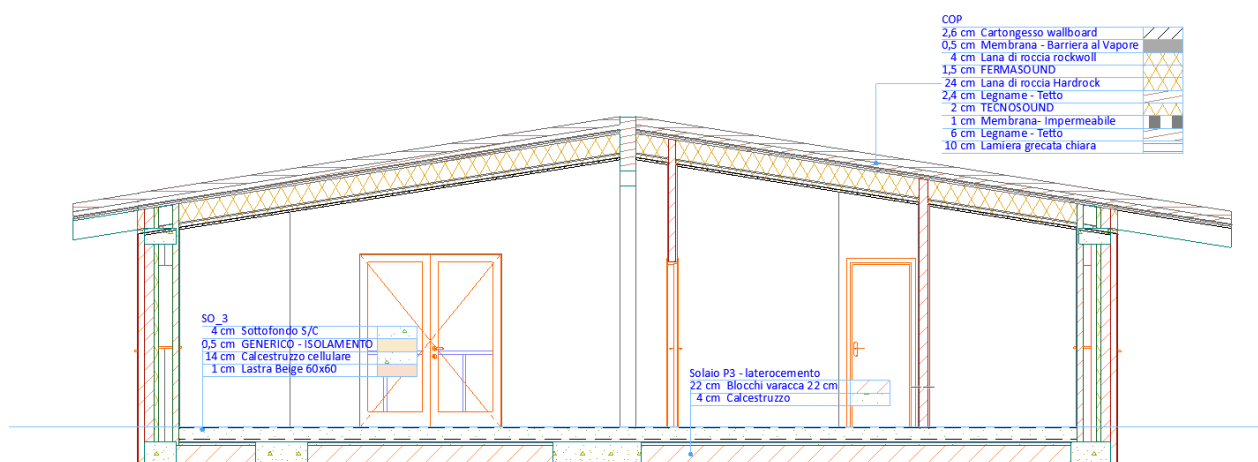 COP
2,6 cm Cartongesso wallboard
0,5 cm Membrana - Barriera al Vapore
4 cm Lana di roccia rockwoll
1,5 cm FERMASOUND
24 cm Lana di roccia Hardrock
2,4 cm Legname - Tetto
2 cm TECNOSOUND
1 cm Membrana- Impermeabile
6 cm Legname - Tetto
10 cm Lamiera grecata chiara
SO_3
4 cm Sottofondo S/C
0,5 cm GENERICO - ISOLAMENTO
14 cm Calcestruzzo cellulare
1 cm Lastra Beige 60x60
Solaio P3 - laterocemento
22 cm Blocchi varacca 22 cm
4 cm Calcestruzzo